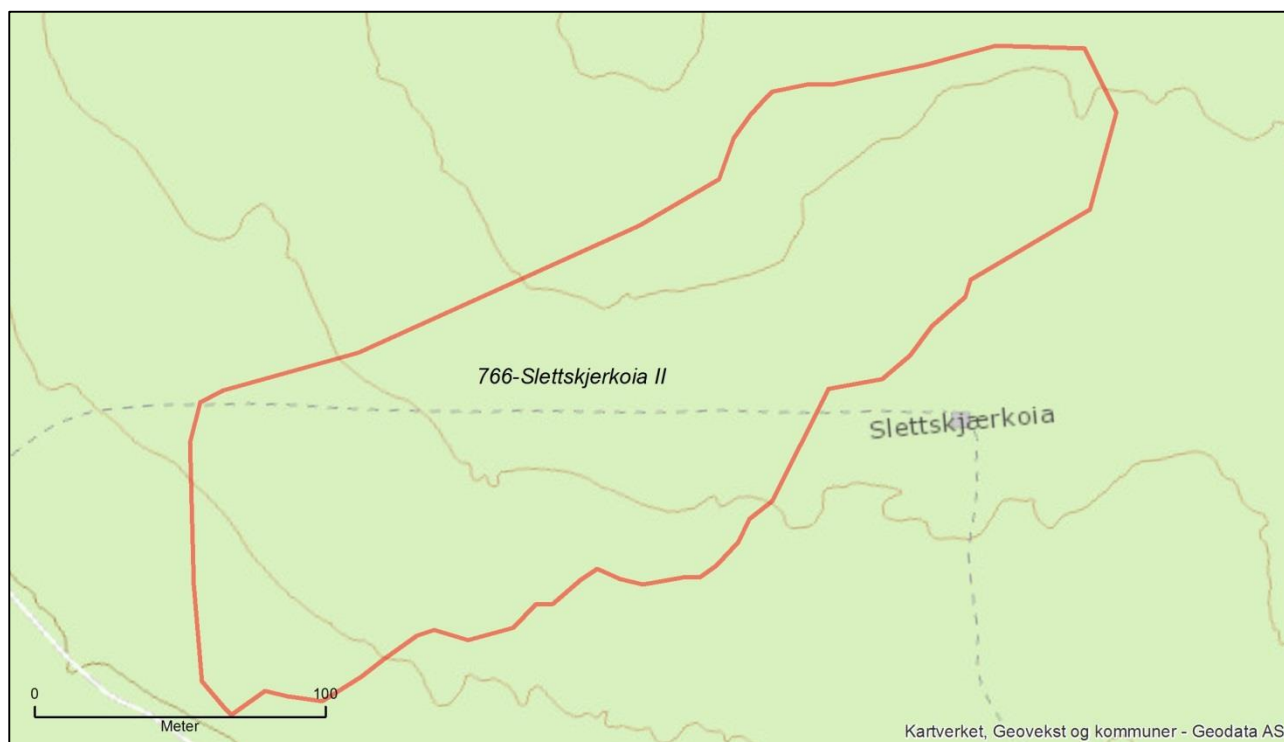 766-Slettskjerkoia II
Slettskjærkoia
0 100
Meter
Kartverket, Geovekst og kommuner - Geodata AS